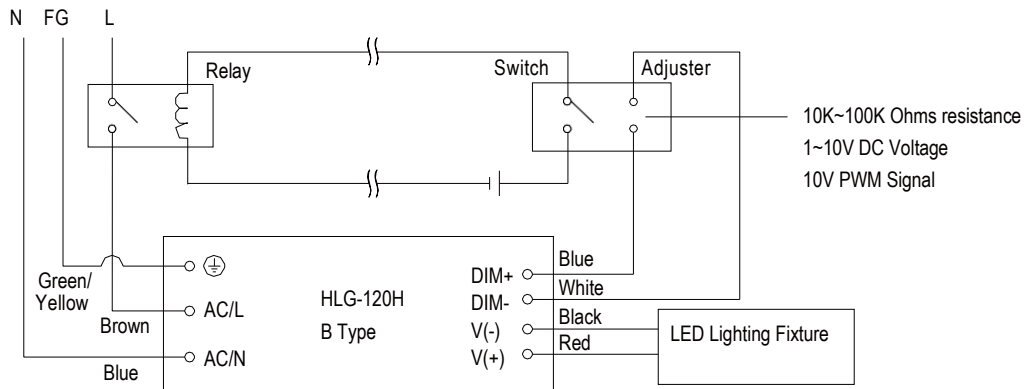 N FG L
Relay
Switch
Adjuster
10K~100K Ohms resistance
1~10V DC Voltage
10V PWM Signal
Green/
Yellow
Brown
Blue
AC/L
AC/N
HLG-120H
B Type
DIM+
DIM-
V(-)
V(+)
Blue
White
Black
Red
LED Lighting Fixture